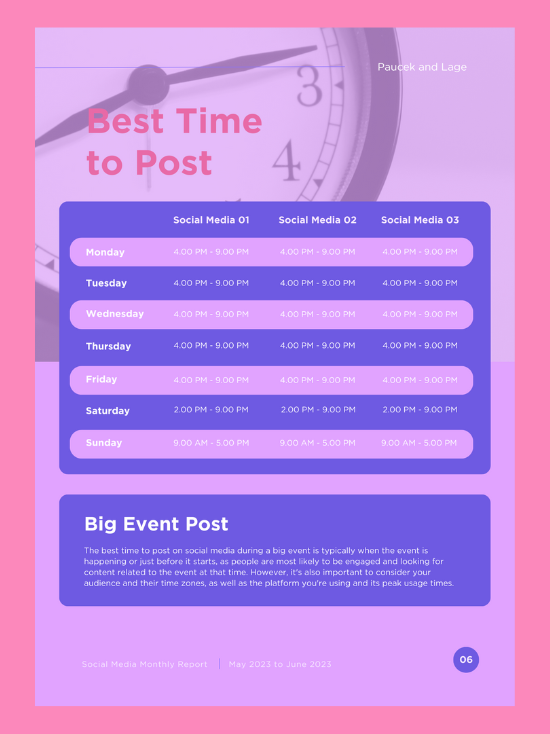 Paucek and Lage
3
4
Best Time
to Post
Social Media 01 Social Media 02 Social Media 03
Monday 4.00 PM - 9.00 PM 4.00 PM - 9.00 PM 4.00 PM - 9.00 PM
Tuesday 4.00 PM - 9.00 PM 4.00 PM - 9.00 PM 4.00 PM - 9.00 PM
Wednesday 4.00 PM - 9.00 PM 4.00 PM - 9.00 PM 4.00 PM - 9.00 PM
Thursday 4.00 PM - 9.00 PM 4.00 PM - 9.00 PM 4.00 PM - 9.00 PM
Friday 4.00 PM - 9.00 PM 4.00 PM - 9.00 PM 4.00 PM - 9.00 PM
Saturday 2.00 PM - 9.00 PM 2.00 PM - 9.00 PM 2.00 PM - 9.00 PM
Sunday 9.00 AM - 5.00 PM 9.00 AM - 5.00 PM 9.00 AM - 5.00 PM
Big Event Post
The best time to post on social media during a big event is typically when the event is
happening or just before it starts, as people are most likely to be engaged and looking for
content related to the event at that time. However, it's also important to consider your
audience and their time zones, as well as the platform you're using and its peak usage times.
Social Media Monthly Report May 2023 to June 2023
06